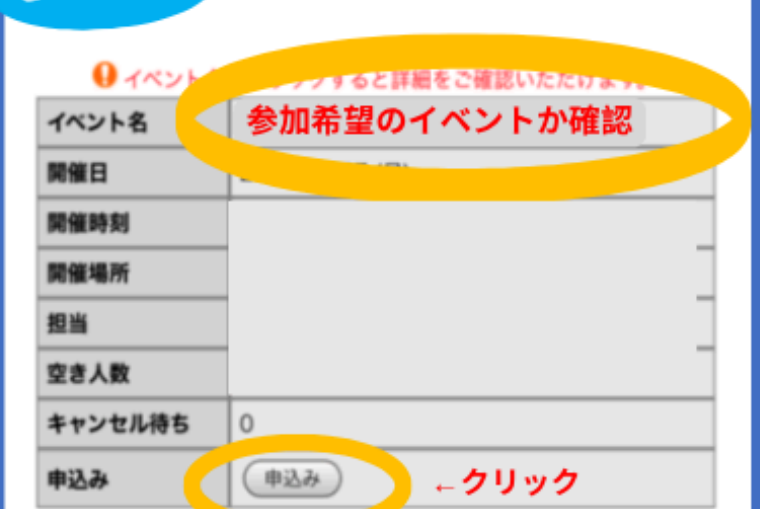 イベント すると詳細をご確認いただけます。
イベント名 参加希望のイベントか確認
開催日
開催時刻
開催場所
担当
空き人数
キャンセル待ち 0
申込み 申込み ←クリック